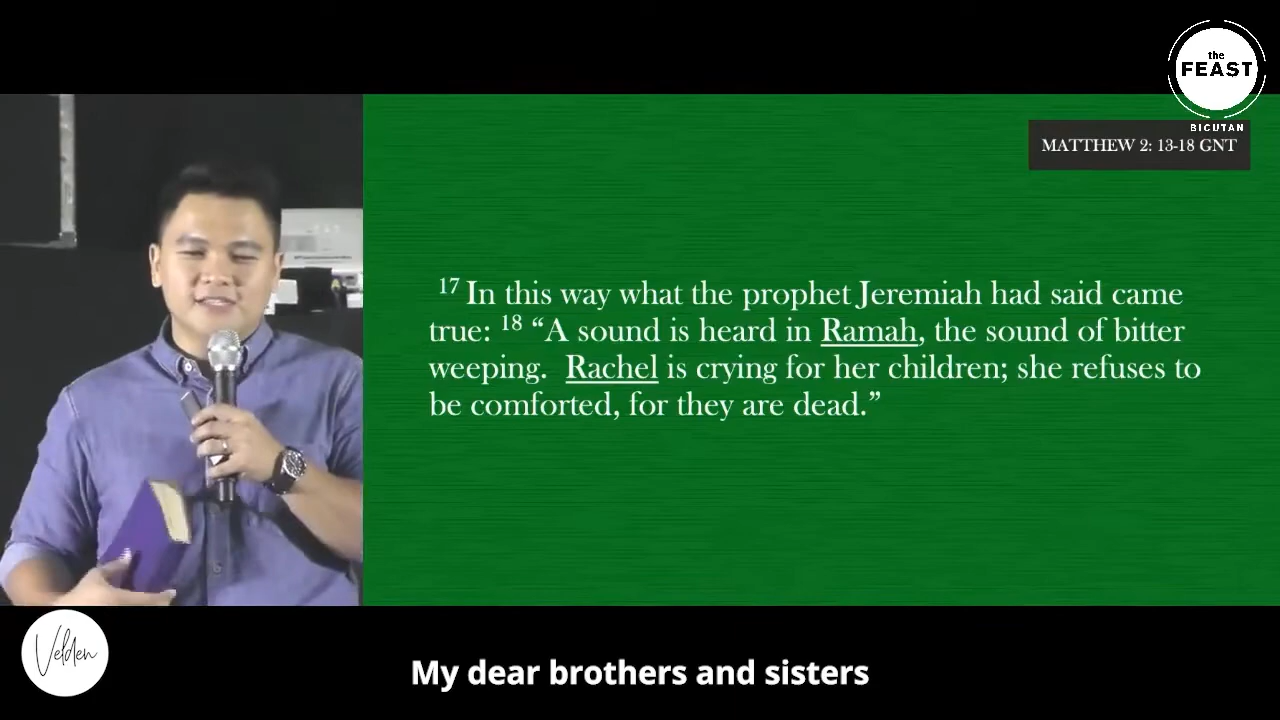 the
FEAST
BICUTAN
MATTHEW 2: 13-18 GNT
17 In this way what the prophet Jeremiah had said came
true: 18 “A sound is heard in Ramah, the sound of bitter
weeping. Rachel is crying for her children; she refuses to
be comforted, for they are dead.”
Velden
My dear brothers and sisters